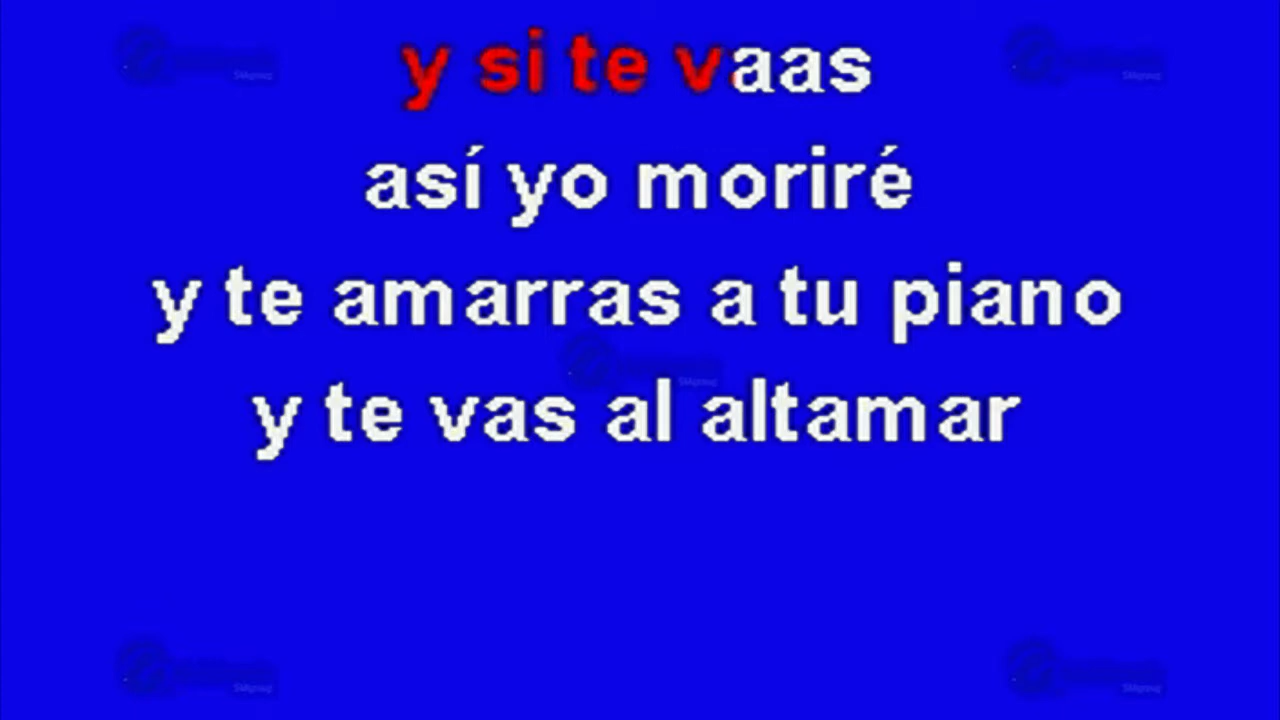 y si te vaas
así yo moriré
y te amarras a tu piano
y te vas al altamar